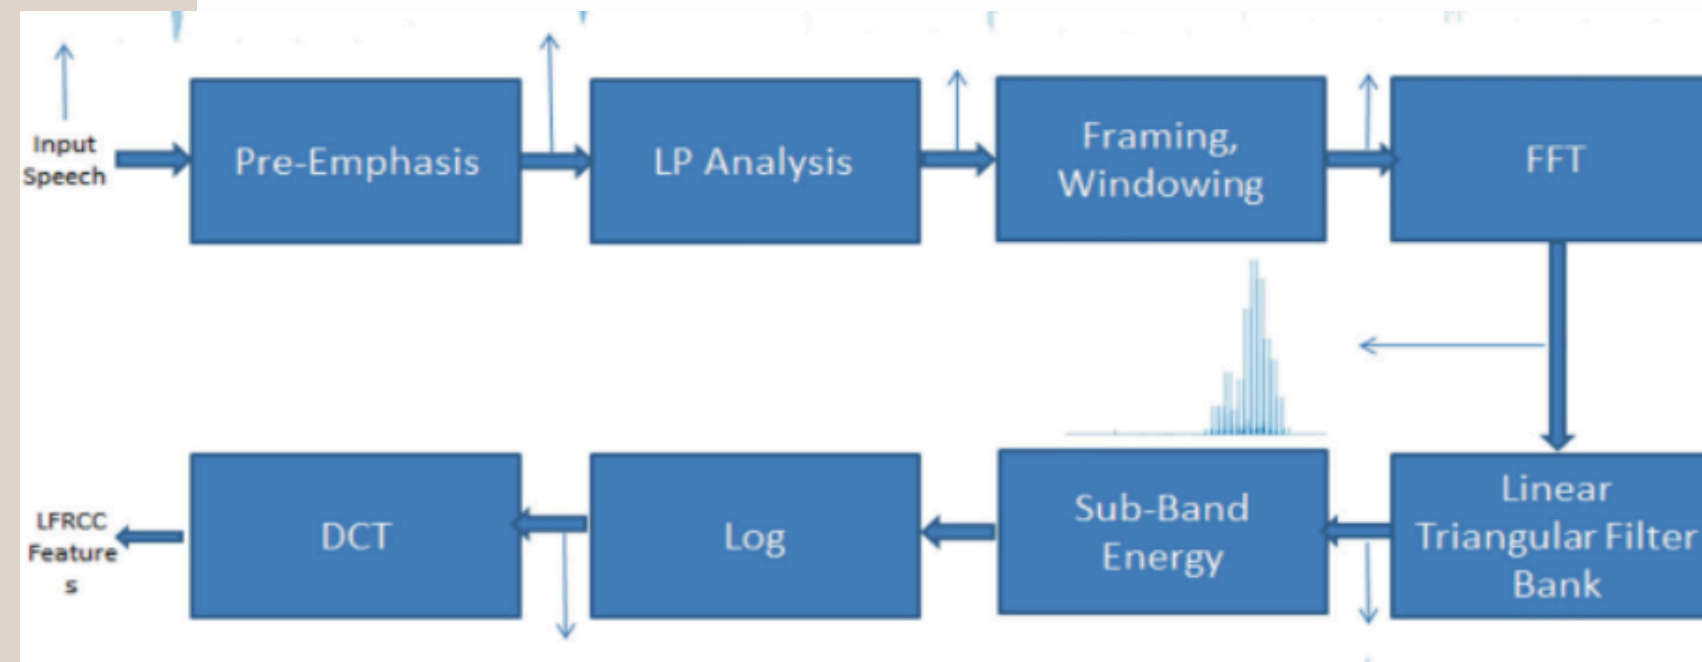 Input
Speech
Pre-Emphasis
LP Analysis
Framing,
Windowing
FFT
LFRCC
Feature
s
DCT
Log
Sub-Band
Energy
Linear
Triangular Filter
Bank